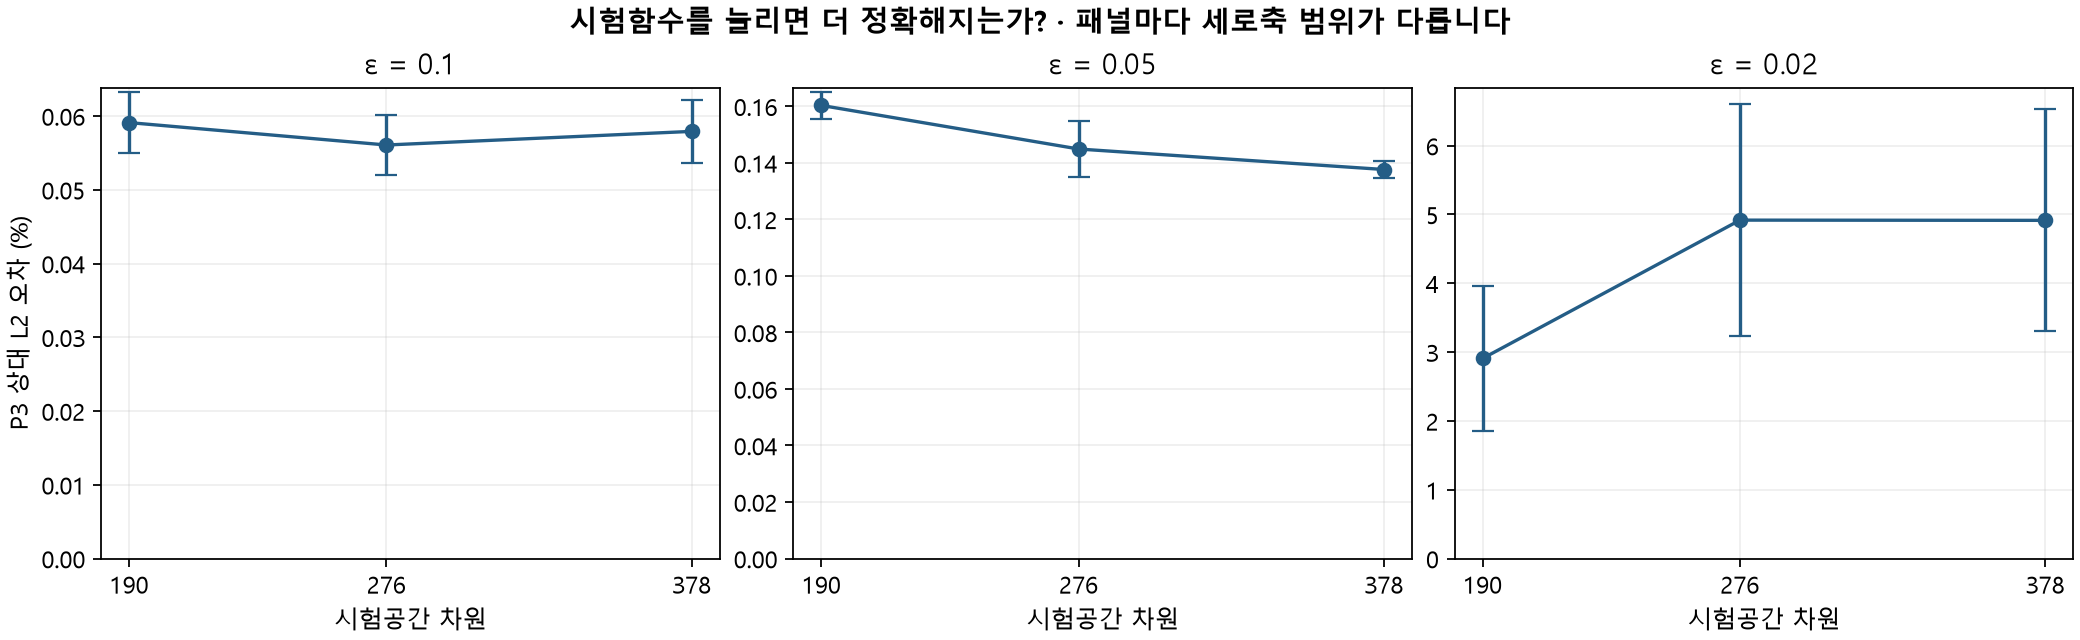 시험함수를 늘리면 더 정확해지는가? · 패널마다 세로축 범위가 다릅니다
ε = 0.1
P3 상대 L2 오차 (%)
0.06
0.05
0.04
0.03
0.02
0.01
0.00
190 276 378
시험공간 차원
ε = 0.05
0.16
0.14
0.12
0.10
0.08
0.06
0.04
0.02
0.00
190 276 378
시험공간 차원
ε = 0.02
6
5
4
3
2
1
0
190 276 378
시험공간 차원